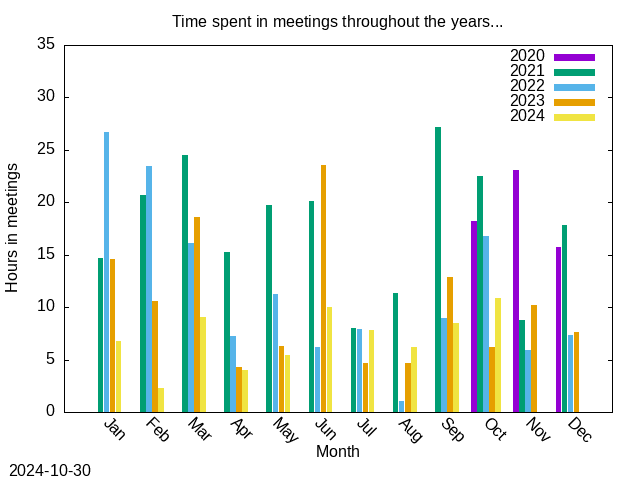 Time spent in meetings throughout the years...
35
30
25
20
15
10
5
0
Hours in meetings
2020
2021
2022
2023
2024
Jan
Feb
Mar
Apr
May
Jun
Jul
Aug
Sep
Oct
Nov
Dec
Month
2024-10-30